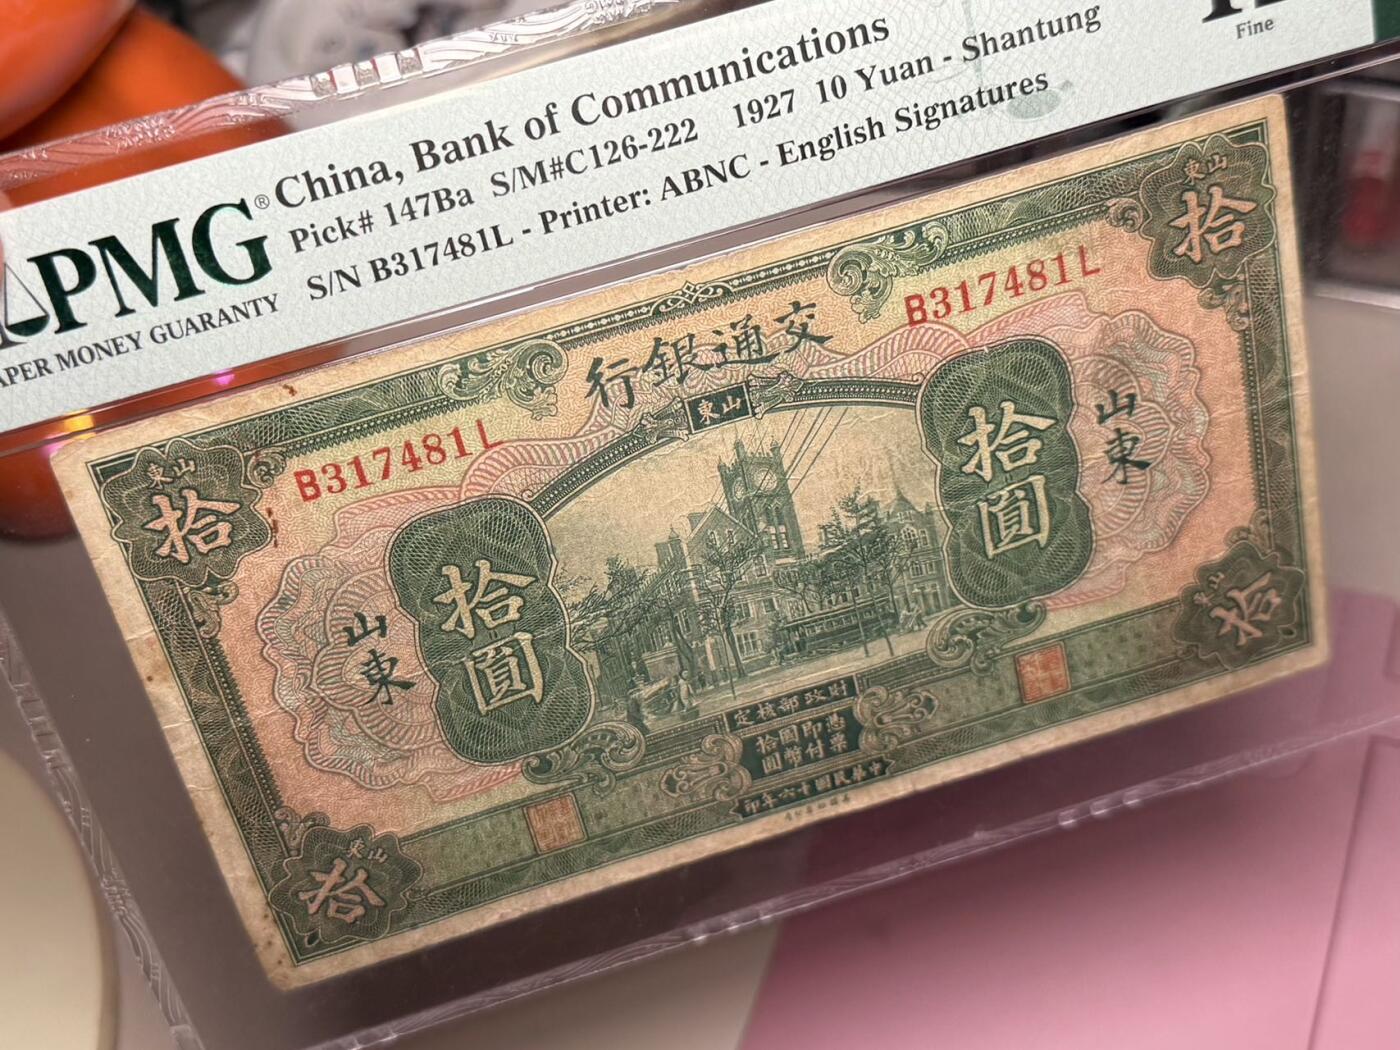 China, Bank of Communications
Pick# 147Ba S/M#C126-222 1927 10 Yuan - Shantung
S/N B317481L - Printer: ABNC - English Signatures
Fine
PMG®
APER MONEY GUARANTY
行銀通交
東山
B317481L
B317481L
東山
拾
東山
拾
拾圓
拾圓
山東
山東
東山
拾
東山
拾
定核部政財
憑票即付國幣拾圓
印年六十國民華中